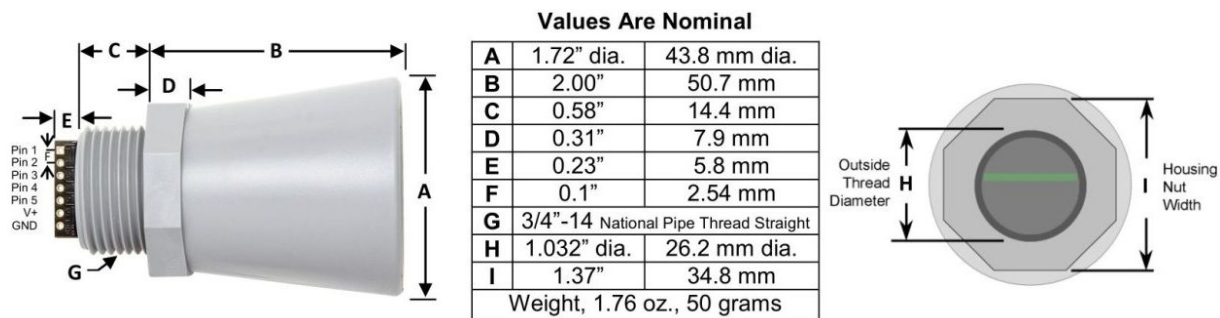 Values Are Nominal
C
B
D
E
F
Pin 1
Pin 2
Pin 3
Pin 4
Pin 5
V+
GND
G
A
A 1.72” dia. 43.8 mm dia.
B 2.00” 50.7 mm
C 0.58” 14.4 mm
D 0.31” 7.9 mm
E 0.23” 5.8 mm
F 0.1” 2.54 mm
G 3/4”-14 National Pipe Thread Straight
H 1.032” dia. 26.2 mm dia.
I 1.37” 34.8 mm
Weight, 1.76 oz., 50 grams
Outside
Thread
Diameter
H
I
Housing
Nut
Width